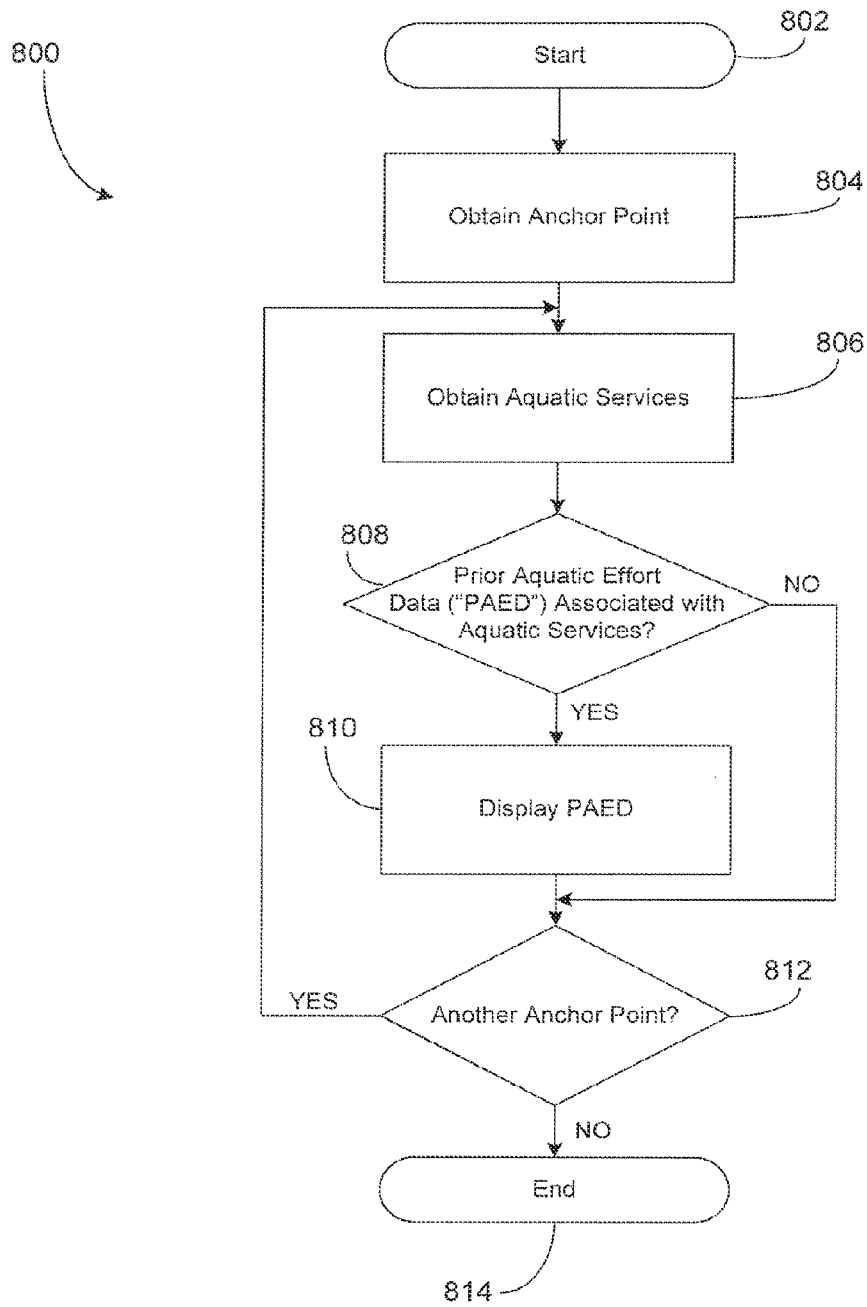 800
802
Start
804
Obtain Anchor Point
806
Obtain Aquatic Services
808
Prior Aquatic Effort
Data (“PAED”) Associated with
Aquatic Services?
NO
YES
810
Display PAED
812
YES
Another Anchor Point?
NO
End
814